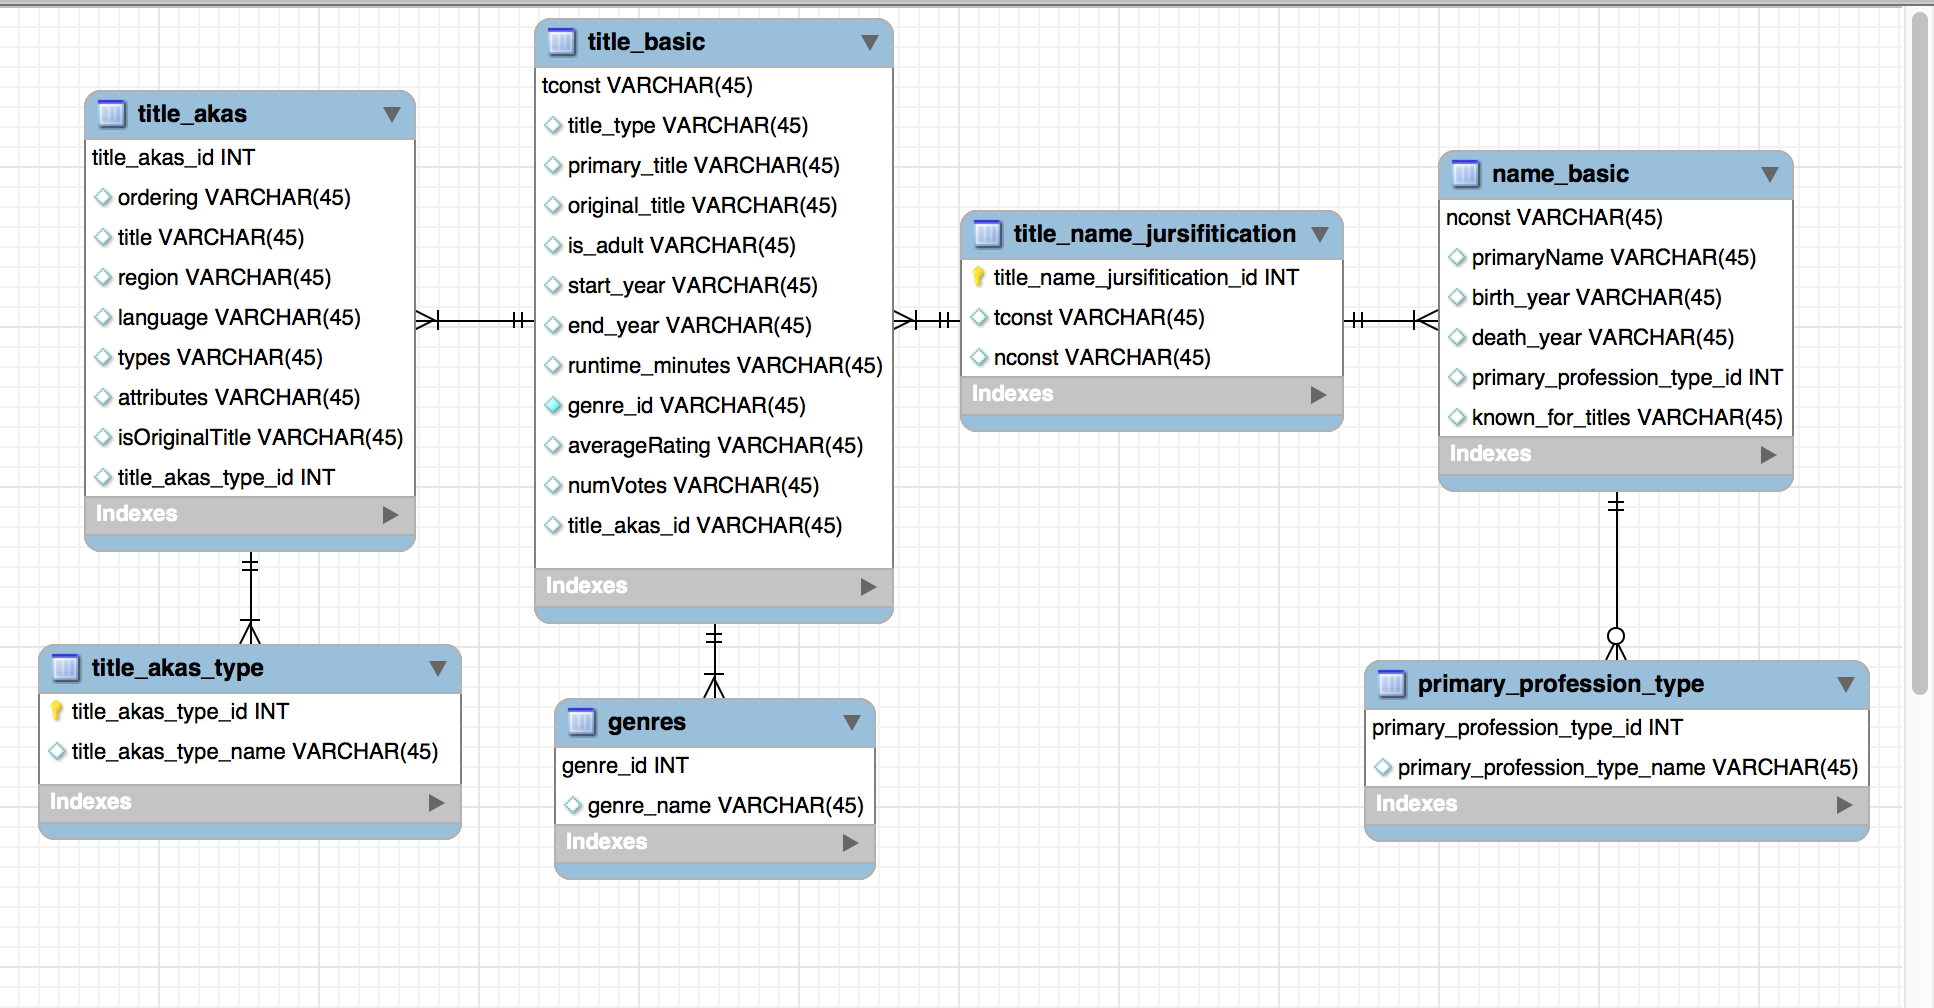 title_akas
title_akas_id INT
ordering VARCHAR(45)
title VARCHAR(45)
region VARCHAR(45)
language VARCHAR(45)
types VARCHAR(45)
attributes VARCHAR(45)
isOriginalTitle VARCHAR(45)
title_akas_type_id INT
Indexes
title_akas_type
title_akas_type_id INT
title_akas_type_name VARCHAR(45)
Indexes
title_basic
tconst VARCHAR(45)
title_type VARCHAR(45)
primary_title VARCHAR(45)
original_title VARCHAR(45)
is_adult VARCHAR(45)
start_year VARCHAR(45)
end_year VARCHAR(45)
runtime_minutes VARCHAR(45)
genre_id VARCHAR(45)
averageRating VARCHAR(45)
numVotes VARCHAR(45)
title_akas_id VARCHAR(45)
Indexes
genres
genre_id INT
genre_name VARCHAR(45)
Indexes
title_name_jursifitication
title_name_jursifitication_id INT
tconst VARCHAR(45)
nconst VARCHAR(45)
Indexes
name_basic
nconst VARCHAR(45)
primaryName VARCHAR(45)
birth_year VARCHAR(45)
death_year VARCHAR(45)
primary_profession_type_id INT
known_for_titles VARCHAR(45)
Indexes
primary_profession_type
primary_profession_type_id INT
primary_profession_type_name VARCHAR(45)
Indexes